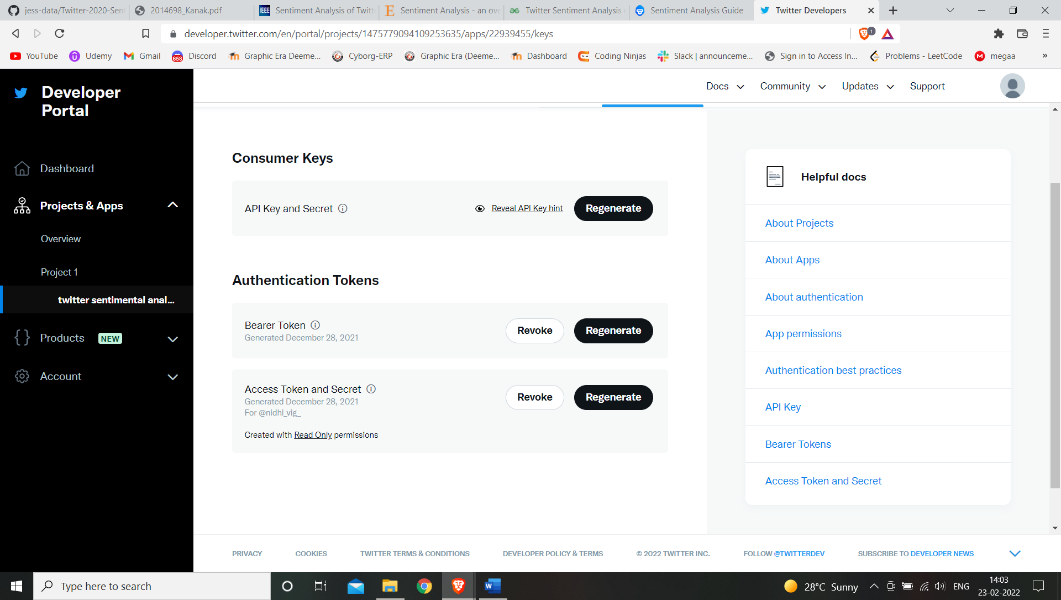 jess-data/Twitter-2020-Sen
2014698_Kanak.pdf
Sentiment Analysis of Twitt
Sentiment Analysis - an ov
Twitter Sentiment Analysis
Sentiment Analysis Guide
Twitter Developers
developer.twitter.com/en/portal/projects/1475779094109253635/apps/22939455/keys
YouTube
Udemy
Gmail
Discord
Graphic Era Deeme...
Cyborg-ERP
Graphic Era (Deeme...
Dashboard
Coding Ninjas
Slack | announceme...
Sign in to Access In...
Problems - LeetCode
megaa
Developer
Portal
Docs
Community
Updates
Support
Dashboard
Projects & Apps
Overview
Project 1
twitter sentimental anal...
Products NEW
Account
Consumer Keys
API Key and Secret
Reveal API Key hint
Regenerate
Authentication Tokens
Bearer Token
Generated December 28, 2021
Revoke
Regenerate
Access Token and Secret
Generated December 28, 2021
For @nidhi_vig_
Revoke
Regenerate
Created with Read Only permissions
Helpful docs
About Projects
About Apps
About authentication
App permissions
Authentication best practices
API Key
Bearer Tokens
Access Token and Secret
PRIVACY
COOKIES
TWITTER TERMS & CONDITIONS
DEVELOPER POLICY & TERMS
© 2022 TWITTER INC.
FOLLOW @TWITTERDEV
SUBSCRIBE TO DEVELOPER NEWS
Type here to search
28°C Sunny
ENG
14:03
23-02-2022